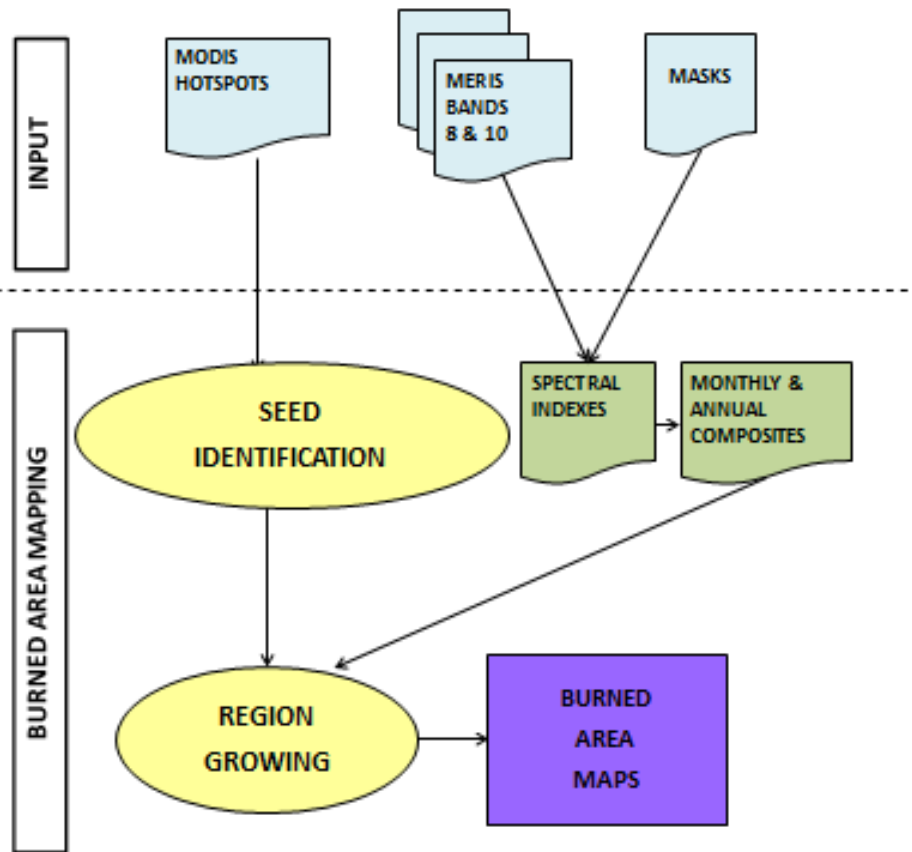 INPUT
MODIS
HOTSPOTS
MERIS
BANDS
8 & 10
MASKS
BURNED AREA MAPPING
SEED
IDENTIFICATION
SPECTRAL
INDEXES
MONTHLY &
ANNUAL
COMPOSITES
REGION
GROWING
BURNED
AREA
MAPS